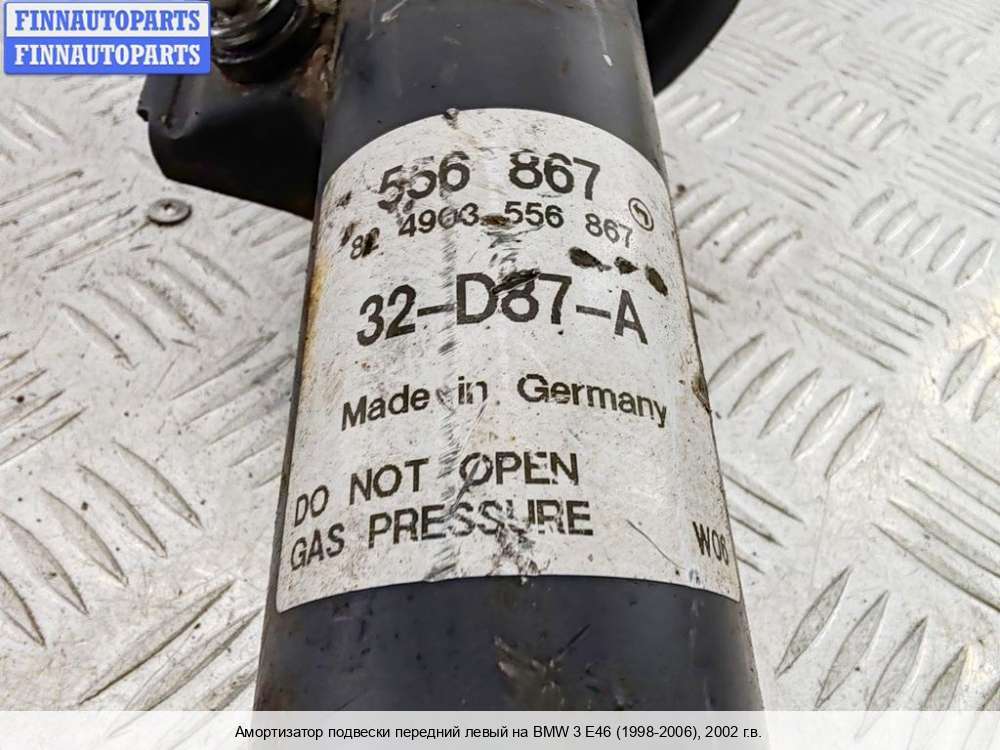 FINNAUTOPARTS
FINNAUTOPARTS
556 867
82 4903 556 867
32-D87-A
Made in Germany
DO NOT OPEN
GAS PRESSURE
W06
Амортизатор подвески передний левый на BMW 3 E46 (1998-2006), 2002 г.в.